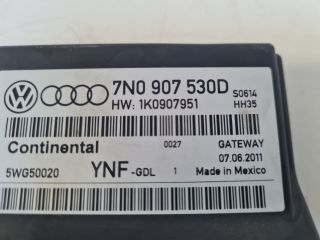 7N0 907 530D S0614
HW: 1K0907951 HH35
Continental 0027 GATEWAY
07.06.2011
5WG50020 YNF-GDL 1 Made in Mexico